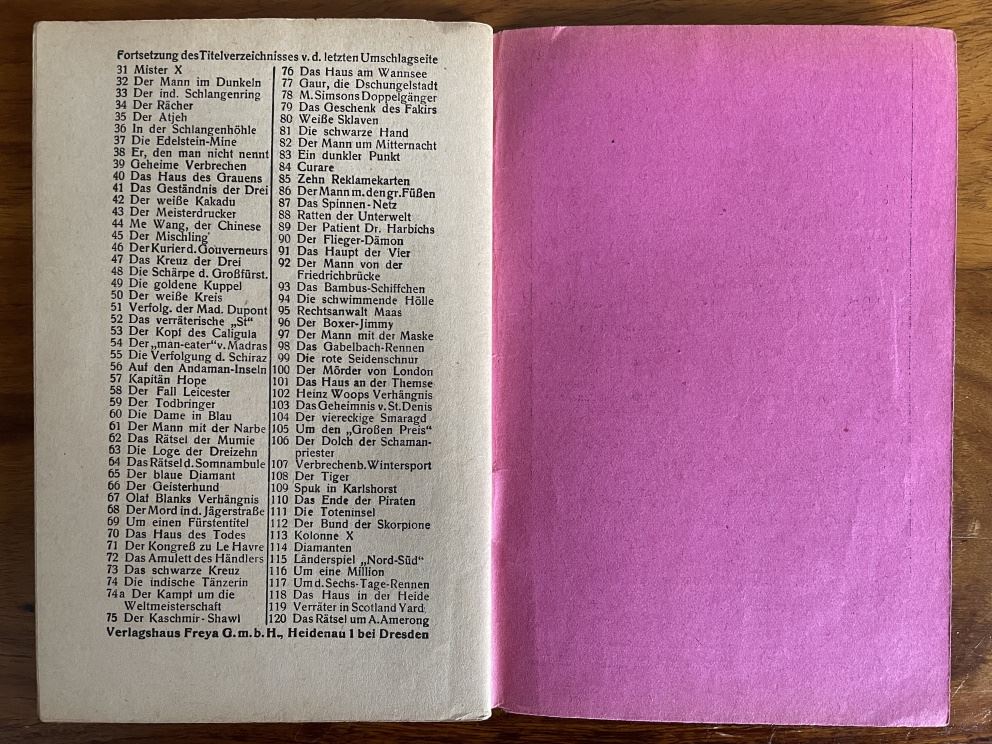 Fortsetzung des Titelverzeichnisses v. d. letzten Umschlagseite
31 Mister X
32 Der Mann im Dunkeln
33 Der ind. Schlangenring
34 Der Rächer
35 Der Atjeh
36 In der Schlangenhöhle
37 Die Edelstein-Mine
38 Er, den man nicht nennt
39 Geheime Verbrechen
40 Das Haus des Grauens
41 Das Geständnis der Drei
42 Der weiße Kakadu
43 Der Meisterdrucker
44 Me Wang, der Chinese
45 Der Mischling
46 Der Kurier d. Gouverneurs
47 Das Kreuz der Drei
48 Die Schärpe d. Großfürst.
49 Die goldene Kuppel
50 Der weiße Kreis
51 Verfolg. der Mad. Dupont
52 Das verräterische „St“
53 Der Kopf des Caligula
54 Der „man-eater“ v. Madras
55 Die Verfolgung d. Schiraz
56 Auf den Andaman-Inseln
57 Kapitän Hope
58 Der Fall Leicester
59 Der Todbringer
60 Die Dame in Blau
61 Der Mann mit der Narbe
62 Das Rätsel der Mumie
63 Die Loge der Dreizehn
64 Das Rätsel d. Somnambule
65 Der blaue Diamant
66 Der Geisterhund
67 Olaf Blanks Verhängnis
68 Der Mord in d. Jägerstraße
69 Um einen Fürstentitel
70 Das Haus des Todes
71 Der Kongreß zu Le Havre
72 Das Amulett des Händlers
73 Das schwarze Kreuz
74 Die indische Tänzerin
74a Der Kampf um die
Weltmeisterschaft
75 Der Kaschmir-Shawl
76 Das Haus am Wannsee
77 Gaur, die Dschungelstadt
78 M. Simsons Doppelgänger
79 Das Geschenk des Fakirs
80 Weiße Sklaven
81 Die schwarze Hand
82 Der Mann um Mitternacht
83 Ein dunkler Punkt
84 Curare
85 Zehn Reklamekarten
86 Der Mann m. den gr. Füßen
87 Das Spinnen-Netz
88 Ratten der Unterwelt
89 Der Patient Dr. Harbichs
90 Der Flieger-Dämon
91 Das Haupt der Vier
92 Der Mann von der
Friedrichbrücke
93 Das Bambus-Schiffchen
94 Die schwimmende Hölle
95 Rechtsanwalt Maas
96 Der Boxer-Jimmy
97 Der Mann mit der Maske
98 Das Gabelbach-Rennen
99 Die rote Seidenschnur
100 Der Mörder von London
101 Das Haus an der Themse
102 Heinz Woops Verhängnis
103 Das Geheimnis v. St. Denis
104 Der viereckige Smaragd
105 Um den „Großen Preis“
106 Der Dolch der Schaman-
priester
107 Verbrechen b. Wintersport
108 Der Tiger
109 Spuk in Karlshorst
110 Das Ende der Piraten
111 Die Toteninsel
112 Der Bund der Skorpione
113 Kolonne X
114 Diamanten
115 Länderspiel „Nord-Süd“
116 Um eine Million
117 Um d. Sechs-Tage-Rennen
118 Das Haus in der Heide
119 Verräter in Scotland Yard
120 Das Rätsel um A. Amerong
Verlagshaus Freya G. m. b. H., Heidenau 1 bei Dresden